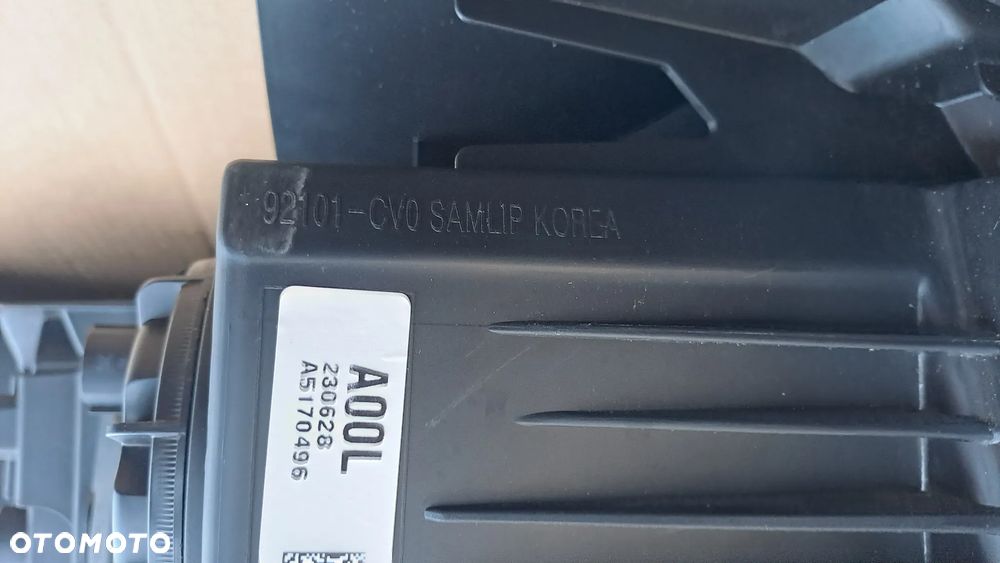 92101-CV0 SAMLIP KOREA
A00L
230628
A5170496
OTOMOTO